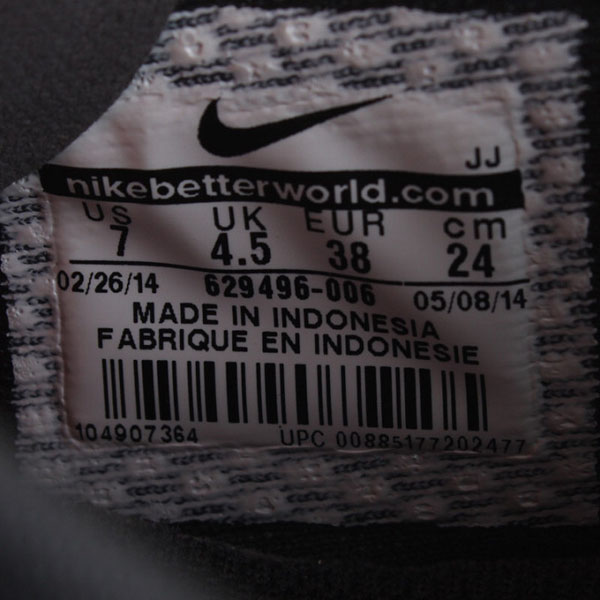 JJ
nikebetterworld.com
US UK EUR cm
7 4.5 38 24
02/26/14 629496-006 05/08/14
MADE IN INDONESIA
FABRIQUE EN INDONESIE
104907364 UPC 00885177202477